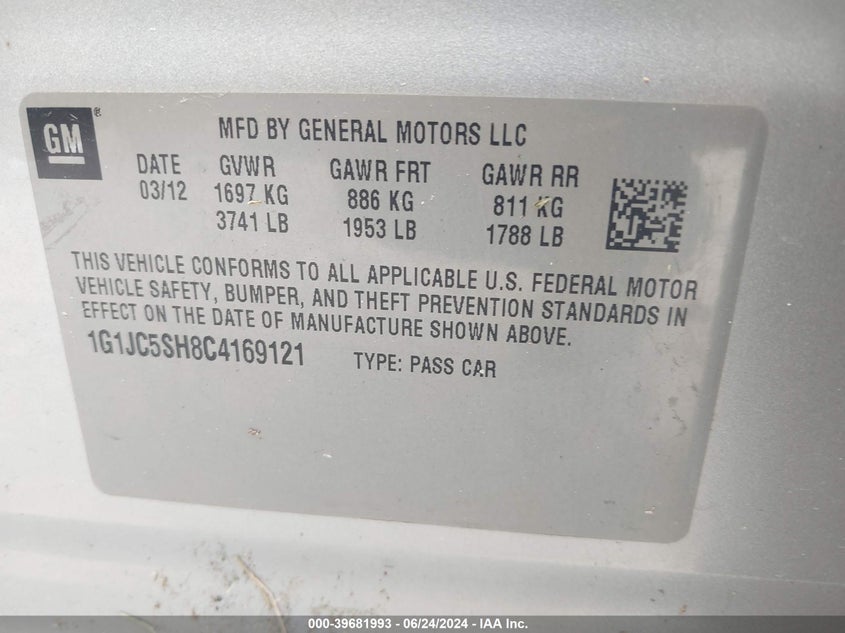 GM®
MFD BY GENERAL MOTORS LLC
DATE GVWR GAWR FRT GAWR RR
03/12 1697 KG 886 KG 811 KG
3741 LB 1953 LB 1788 LB
THIS VEHICLE CONFORMS TO ALL APPLICABLE U.S. FEDERAL MOTOR
VEHICLE SAFETY, BUMPER, AND THEFT PREVENTION STANDARDS IN
EFFECT ON THE DATE OF MANUFACTURE SHOWN ABOVE.
1G1JC5SH8C4169121 TYPE: PASS CAR
000-39681993 - 06/24/2024 - IAA Inc.